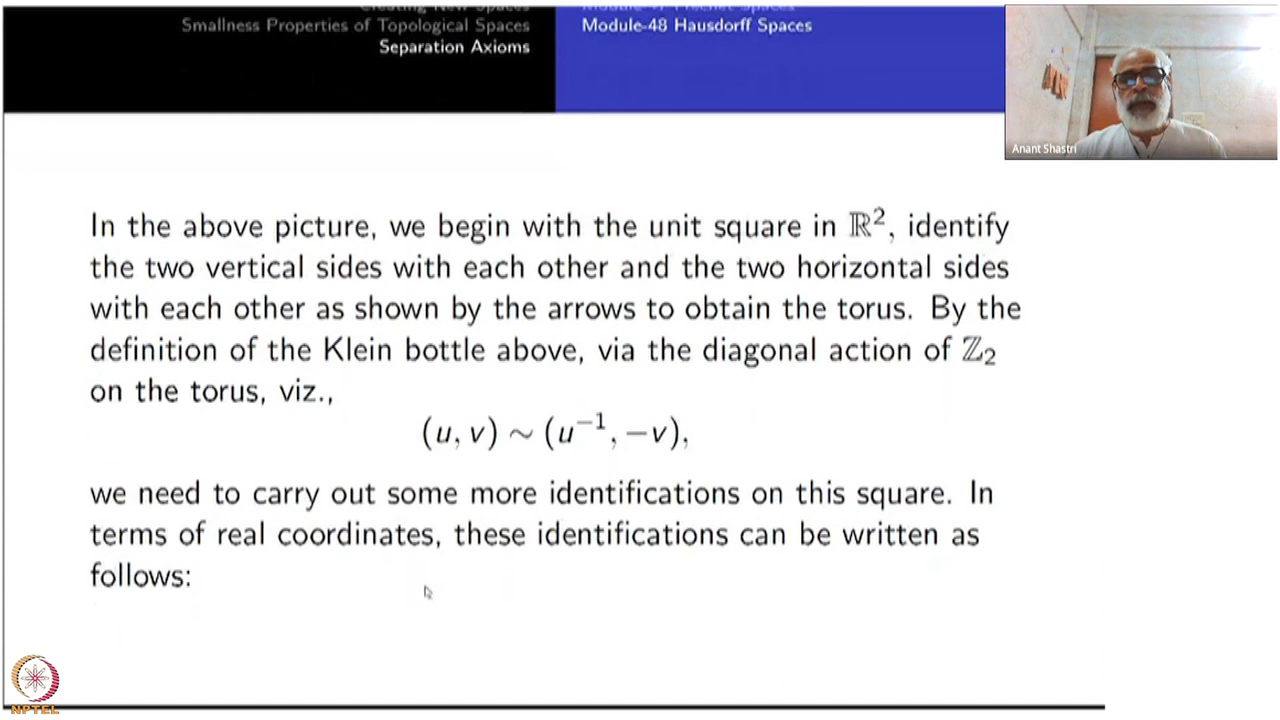 Smallness Properties of Topological Spaces
Separation Axioms
Module-48 Hausdorff Spaces
Anant Shastri
In the above picture, we begin with the unit square in ℝ², identify
the two vertical sides with each other and the two horizontal sides
with each other as shown by the arrows to obtain the torus. By the
definition of the Klein bottle above, via the diagonal action of ℤ₂
on the torus, viz.,
(u, v) ∼ (u⁻¹, −v),
we need to carry out some more identifications on this square. In
terms of real coordinates, these identifications can be written as
follows:
NPTEL